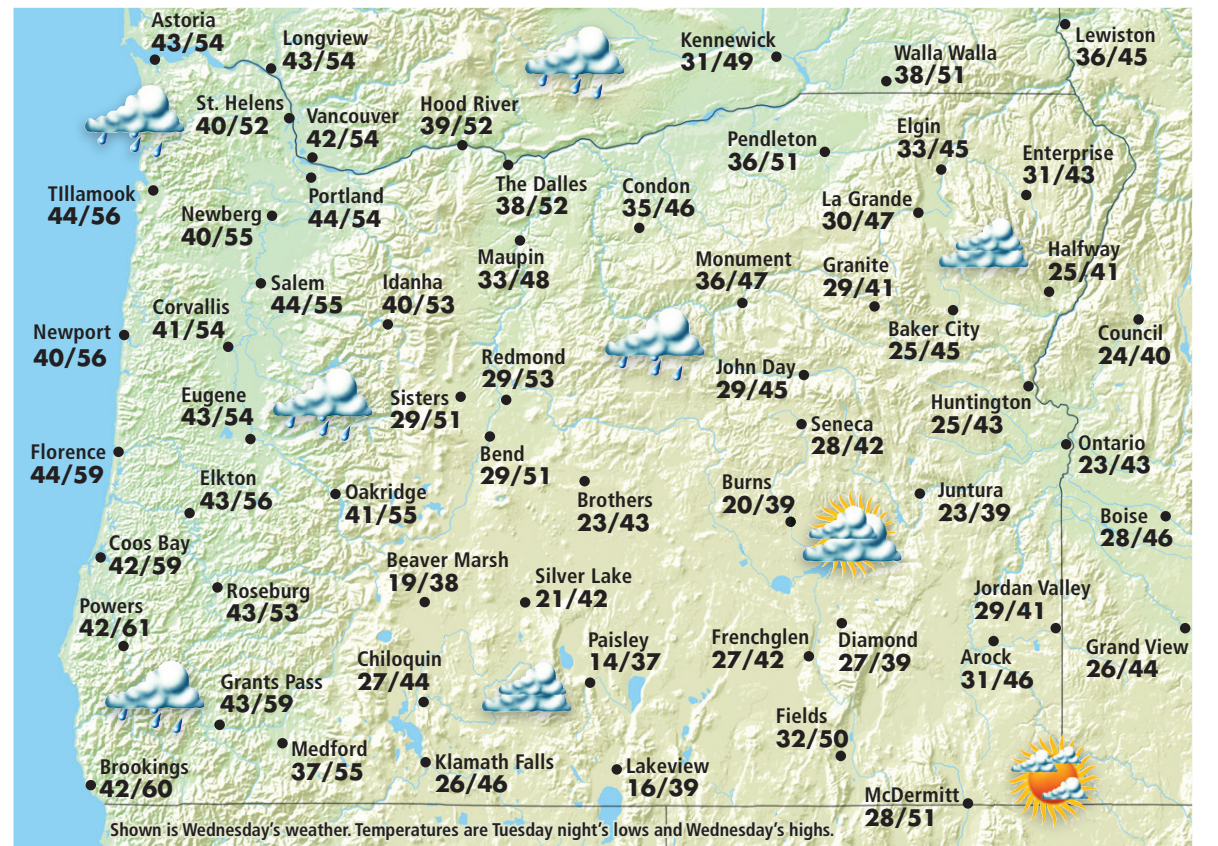 Astoria
43/54
Longview
43/54
Kennewick
31/49
Walla Walla
38/51
Lewiston
36/45
St. Helens
40/52
Vancouver
42/54
Hood River
39/52
Pendleton
36/51
Elgin
33/45
Enterprise
31/43
TIllamook
44/56
Newberg
40/55
Portland
44/54
The Dalles
38/52
Condon
35/46
La Grande
30/47
Maupin
33/48
Monument
36/47
Granite
29/41
Halfway
25/41
Salem
44/55
Idanha
40/53
Corvallis
41/54
Newport
40/56
Baker City
25/45
Council
24/40
Redmond
29/53
John Day
29/45
Eugene
43/54
Sisters
29/51
Huntington
25/43
Seneca
28/42
Ontario
23/43
Florence
44/59
Bend
29/51
Elkton
43/56
Oakridge
41/55
Brothers
23/43
Burns
20/39
Juntura
23/39
Boise
28/46
Coos Bay
42/59
Beaver Marsh
19/38
Silver Lake
21/42
Roseburg
43/53
Jordan Valley
29/41
Powers
42/61
Paisley
14/37
Frenchglen
27/42
Diamond
27/39
Arock
31/46
Grand View
26/44
Chiloquin
27/44
Grants Pass
43/59
Fields
32/50
Medford
37/55
Klamath Falls
26/46
Lakeview
16/39
Brookings
42/60
McDermitt
28/51
Shown is Wednesday's weather. Temperatures are Tuesday night's lows and Wednesday's highs.